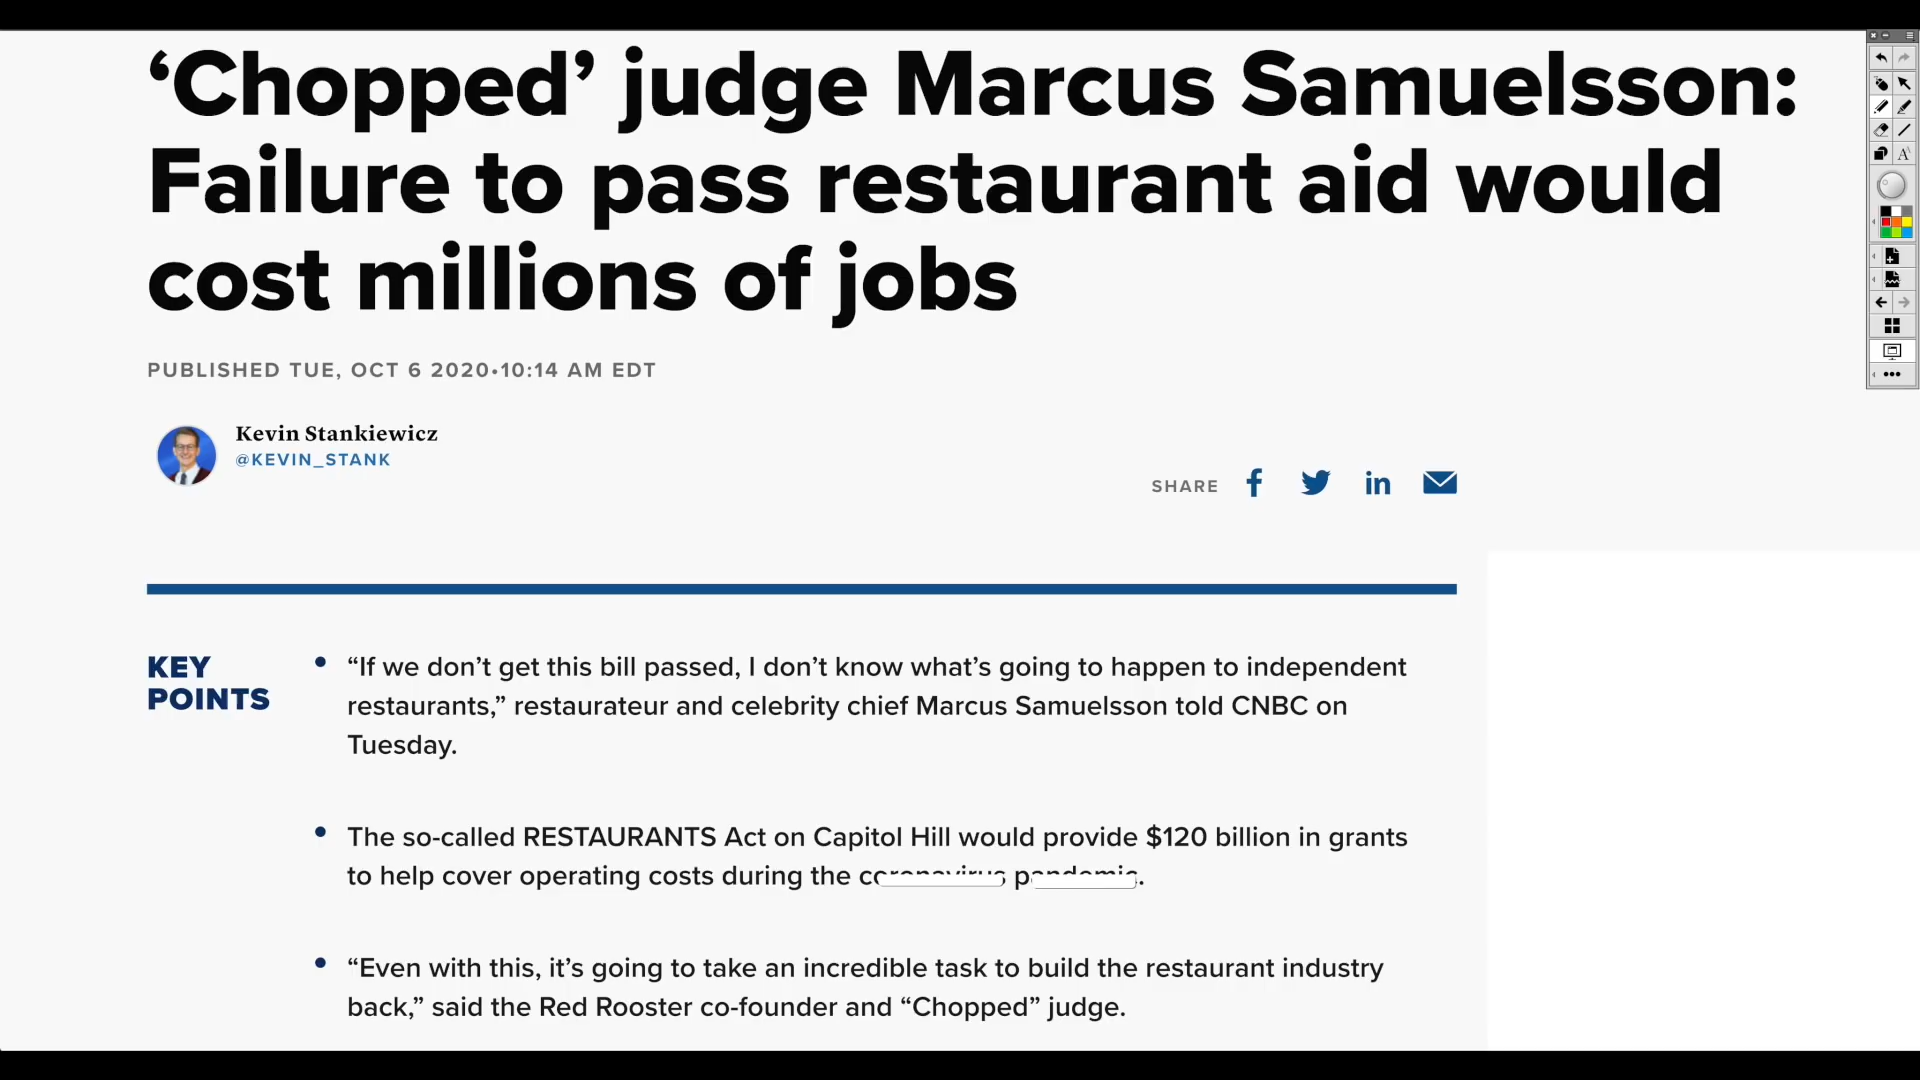 ‘Chopped’ judge Marcus Samuelsson:
Failure to pass restaurant aid would
cost millions of jobs
PUBLISHED TUE, OCT 6 2020•10:14 AM EDT
Kevin Stankiewicz
@KEVIN_STANK
SHARE
KEY
POINTS
• “If we don’t get this bill passed, I don’t know what’s going to happen to independent
restaurants,” restaurateur and celebrity chief Marcus Samuelsson told CNBC on
Tuesday.
• The so-called RESTAURANTS Act on Capitol Hill would provide $120 billion in grants
to help cover operating costs during the coronavirus pandemic.
• “Even with this, it’s going to take an incredible task to build the restaurant industry
back,” said the Red Rooster co-founder and “Chopped” judge.